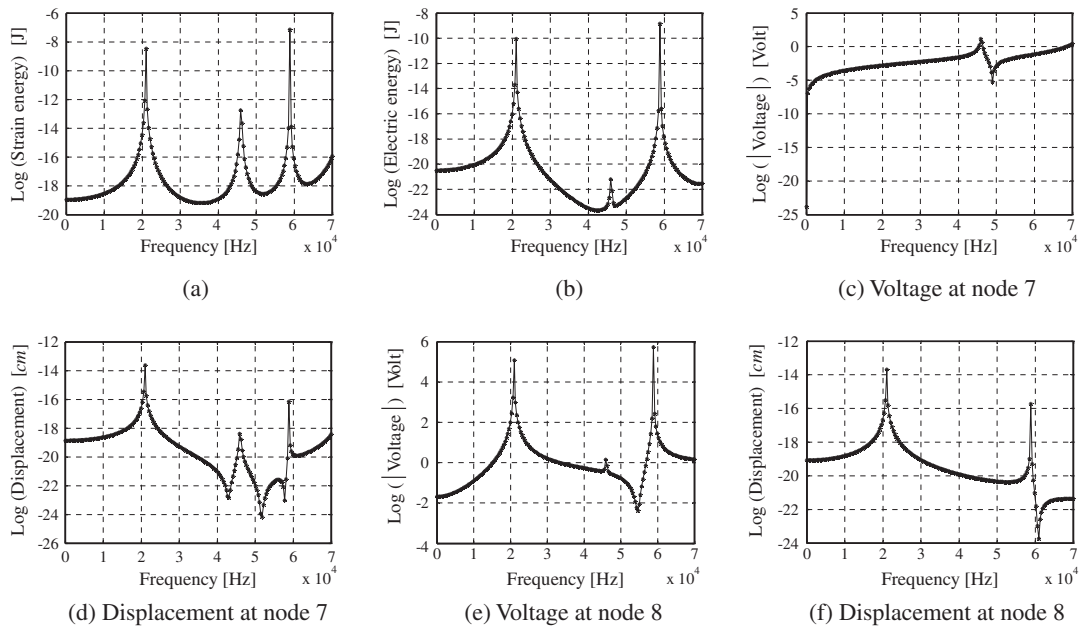 -6
-8
-10
-12
-14
-16
-18
-20
Log (Strain energy) [J]
0 1 2 3 4 5 6 7
Frequency [Hz]
x 10^4
(a)
-8
-10
-12
-14
-16
-18
-20
-22
-24
Log (Electric energy) [J]
0 1 2 3 4 5 6 7
Frequency [Hz]
x 10^4
(b)
5
0
-5
-10
-15
-20
-25
Log (|Voltage|) [Volt]
0 1 2 3 4 5 6 7
Frequency [Hz]
x 10^4
(c) Voltage at node 7
-12
-14
-16
-18
-20
-22
-24
-26
Log (Displacement) [cm]
0 1 2 3 4 5 6 7
Frequency [Hz]
x 10^4
(d) Displacement at node 7
6
4
2
0
-2
-4
Log (|Voltage|) [Volt]
0 1 2 3 4 5 6 7
Frequency [Hz]
x 10^4
(e) Voltage at node 8
-12
-14
-16
-18
-20
-22
-24
Log (Displacement) [cm]
0 1 2 3 4 5 6 7
Frequency [Hz]
x 10^4
(f) Displacement at node 8